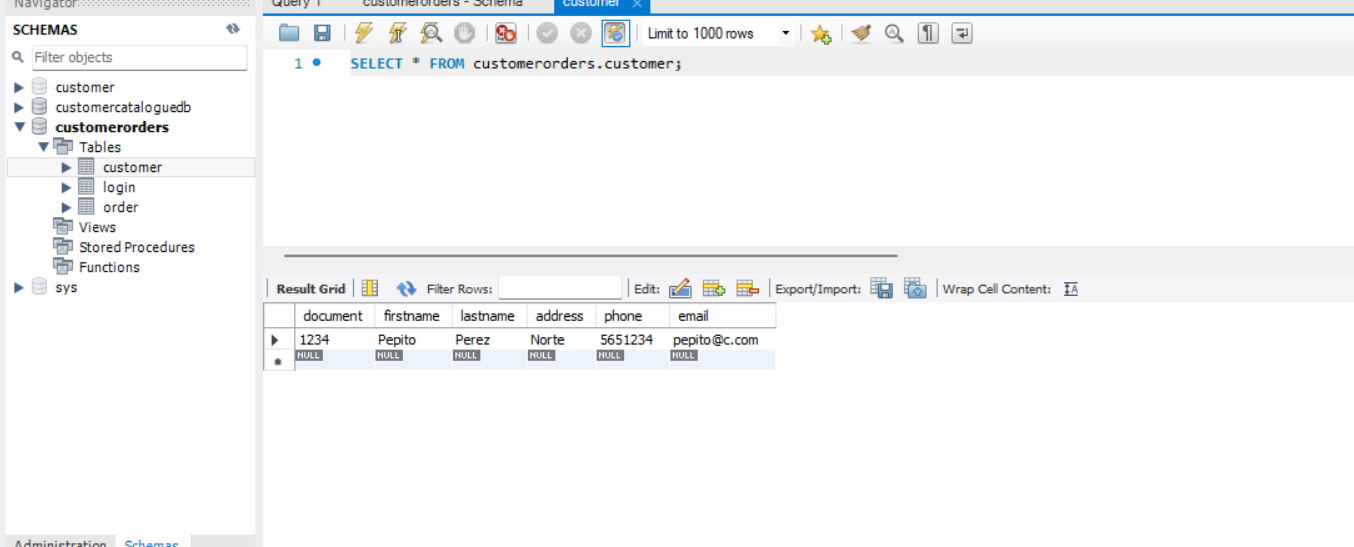 Navigator
SCHEMAS
Filter objects
customer
customercataloguedb
customerorders
Tables
customer
login
order
Views
Stored Procedures
Functions
sys
Administration Schemas
Query 1 customerorders - Schema customer
Limit to 1000 rows
1 SELECT * FROM customerorders.customer;
Result Grid Filter Rows: Edit: Export/Import: Wrap Cell Content:
document firstname lastname address phone email
1234 Pepito Perez Norte 5651234 pepito@c.com
NULL NULL NULL NULL NULL NULL